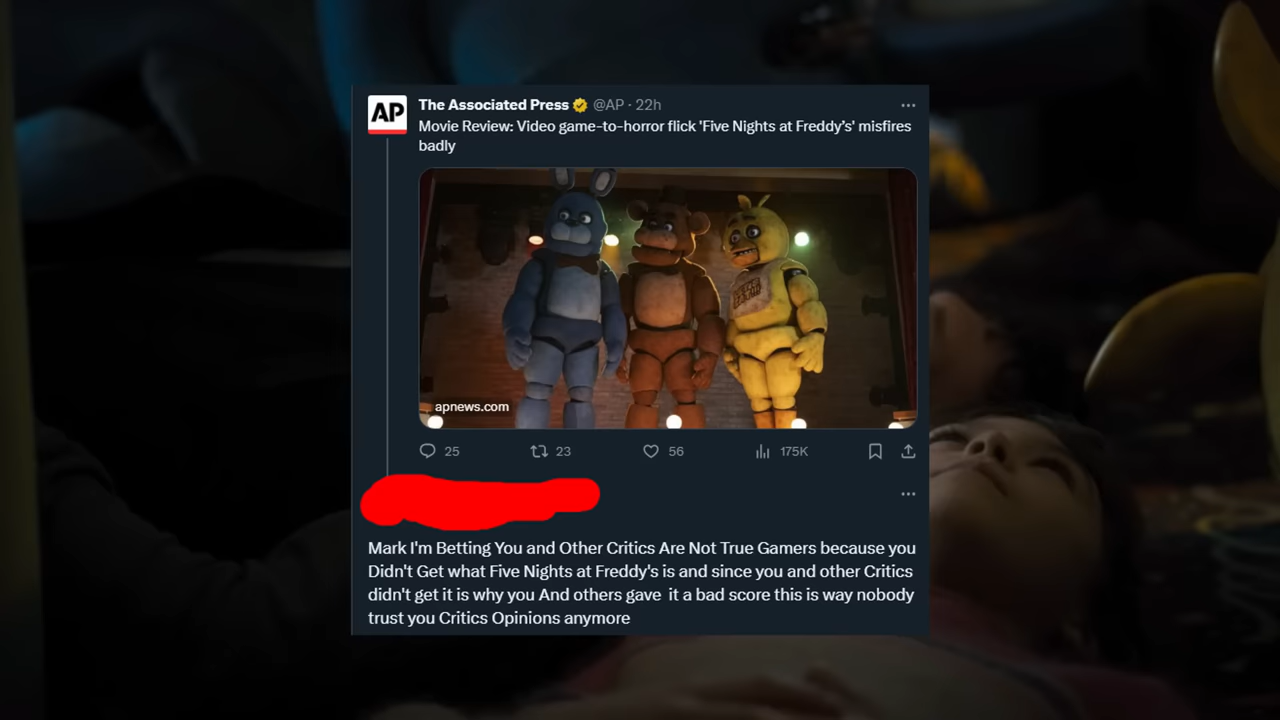 AP The Associated Press @AP · 22h
Movie Review: Video game-to-horror flick 'Five Nights at Freddy's' misfires
badly
apnews.com
25 23 56 175K
Mark I'm Betting You and Other Critics Are Not True Gamers because you
Didn't Get what Five Nights at Freddy's is and since you and other Critics
didn't get it is why you And others gave it a bad score this is way nobody
trust you Critics Opinions anymore